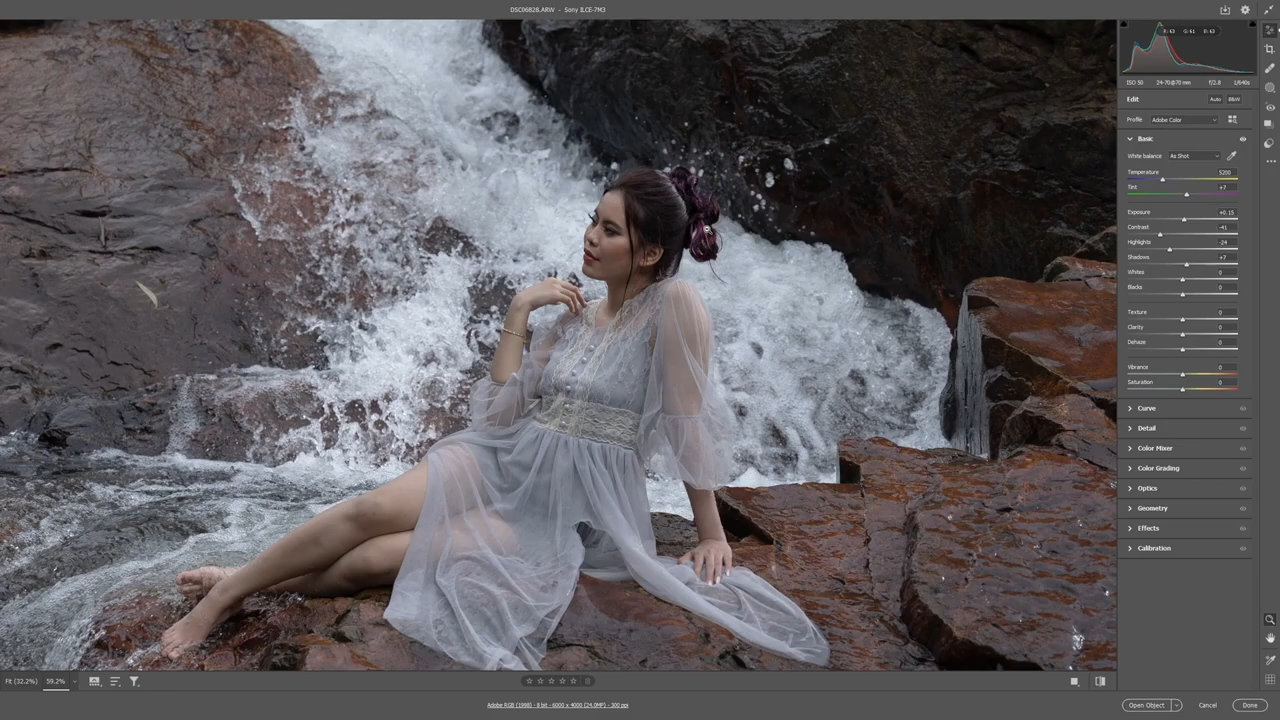 DSC06828.ARW - Sony ILCE-7M3
R: 63 G: 61 B: 63
ISO 50 24-70@70 mm f/2.8 1/640s
Edit Auto B&W
Profile Adobe Color
Basic
White balance As Shot
Temperature 5200
Tint +7
Exposure +0.15
Contrast -41
Highlights -24
Shadows +7
Whites 0
Blacks 0
Texture 0
Clarity 0
Dehaze 0
Vibrance 0
Saturation 0
Curve
Detail
Color Mixer
Color Grading
Optics
Geometry
Effects
Calibration
Fit (32.2%) 59.2%
Adobe RGB (1998) - 8 bit - 6000 x 4000 (24.0MP) - 300 ppi
Open Object Cancel Done